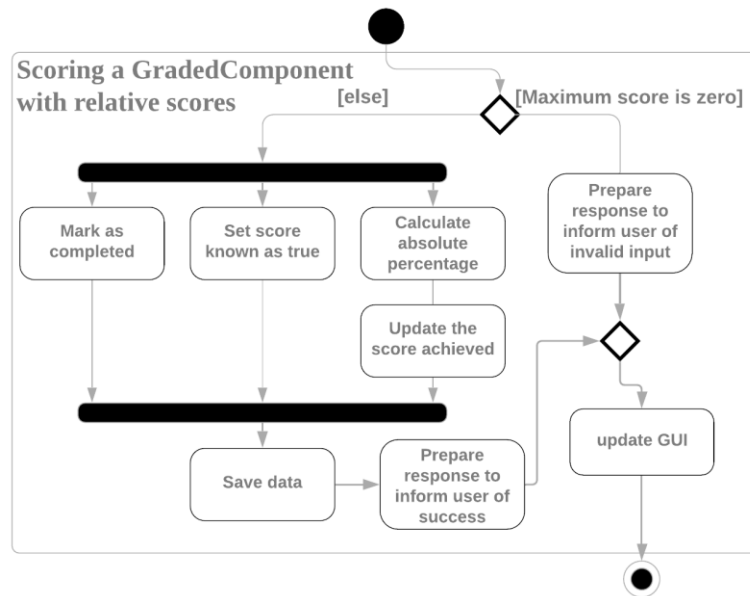 Scoring a GradedComponent
with relative scores
[else]
[Maximum score is zero]
Mark as
completed
Set score
known as true
Calculate
absolute
percentage
Prepare
response to
inform user of
invalid input
Update the
score achieved
Save data
Prepare
response to
inform user of
success
update GUI